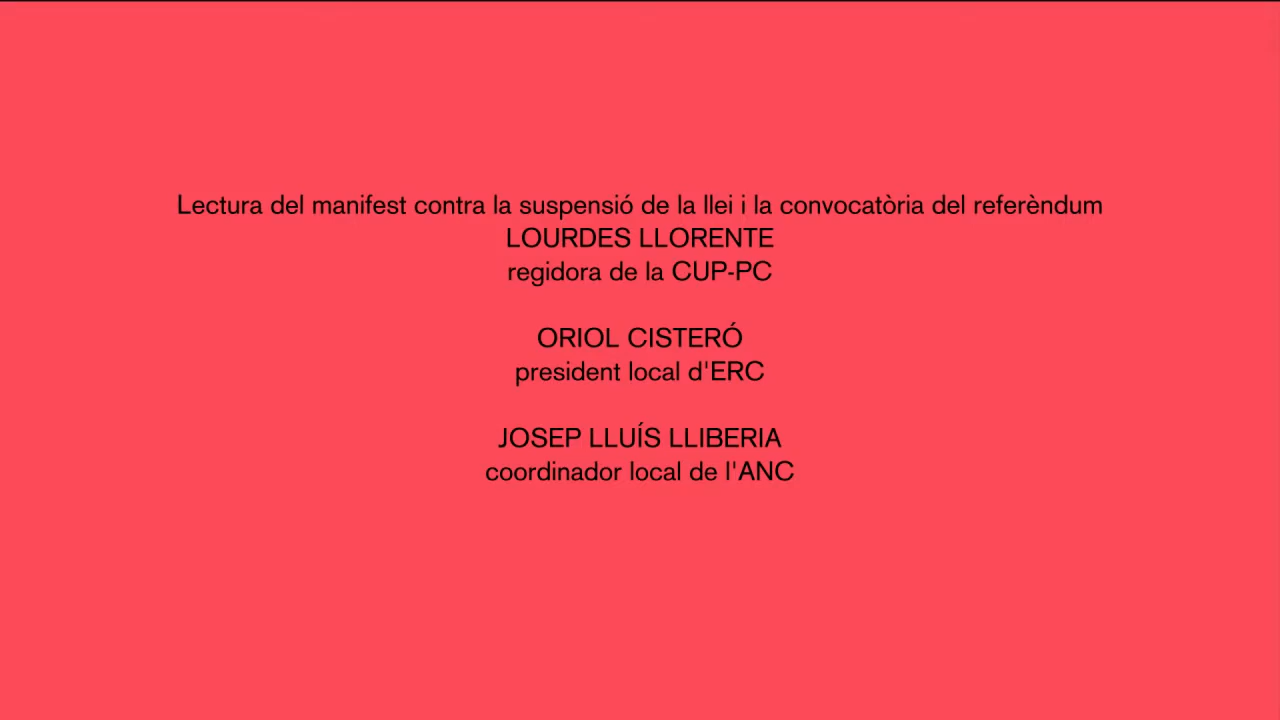 Lectura del manifest contra la suspensió de la llei i la convocatòria del referèndum
LOURDES LLORENTE
regidora de la CUP-PC
ORIOL CISTERÓ
president local d'ERC
JOSEP LLUÍS LLIBERIA
coordinador local de l'ANC